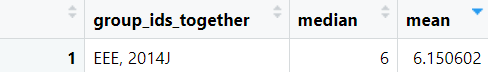 group_ids_together median mean
1 EEE, 2014J 6 6.150602